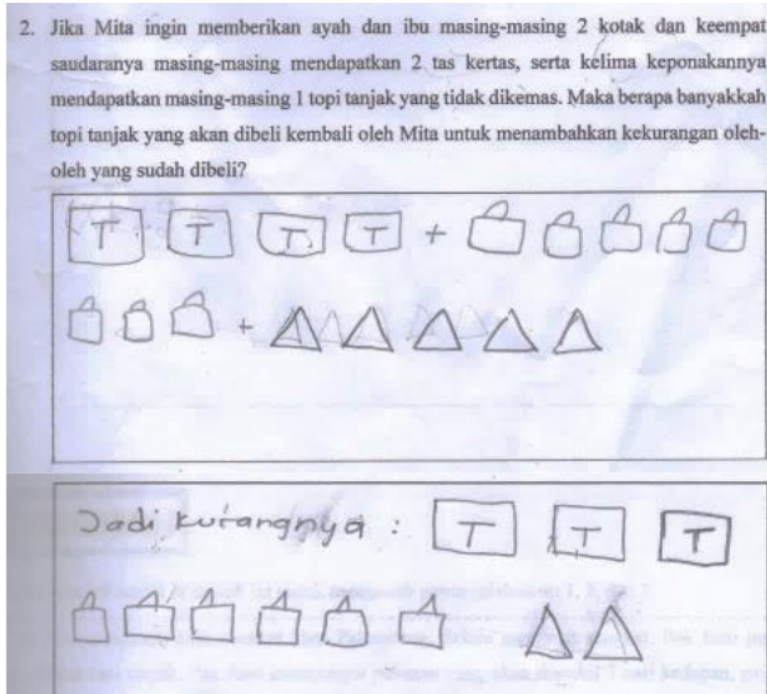 2. Jika Mita ingin memberikan ayah dan ibu masing-masing 2 kotak dan keempat
saudaranya masing-masing mendapatkan 2 tas kertas, serta kelima keponakannya
mendapatkan masing-masing 1 topi tanjak yang tidak dikemas. Maka berapa banyakkah
topi tanjak yang akan dibeli kembali oleh Mita untuk menambahkan kekurangan oleh-
oleh yang sudah dibeli?
T T T T +
+
Jadi kurangnya : T T T